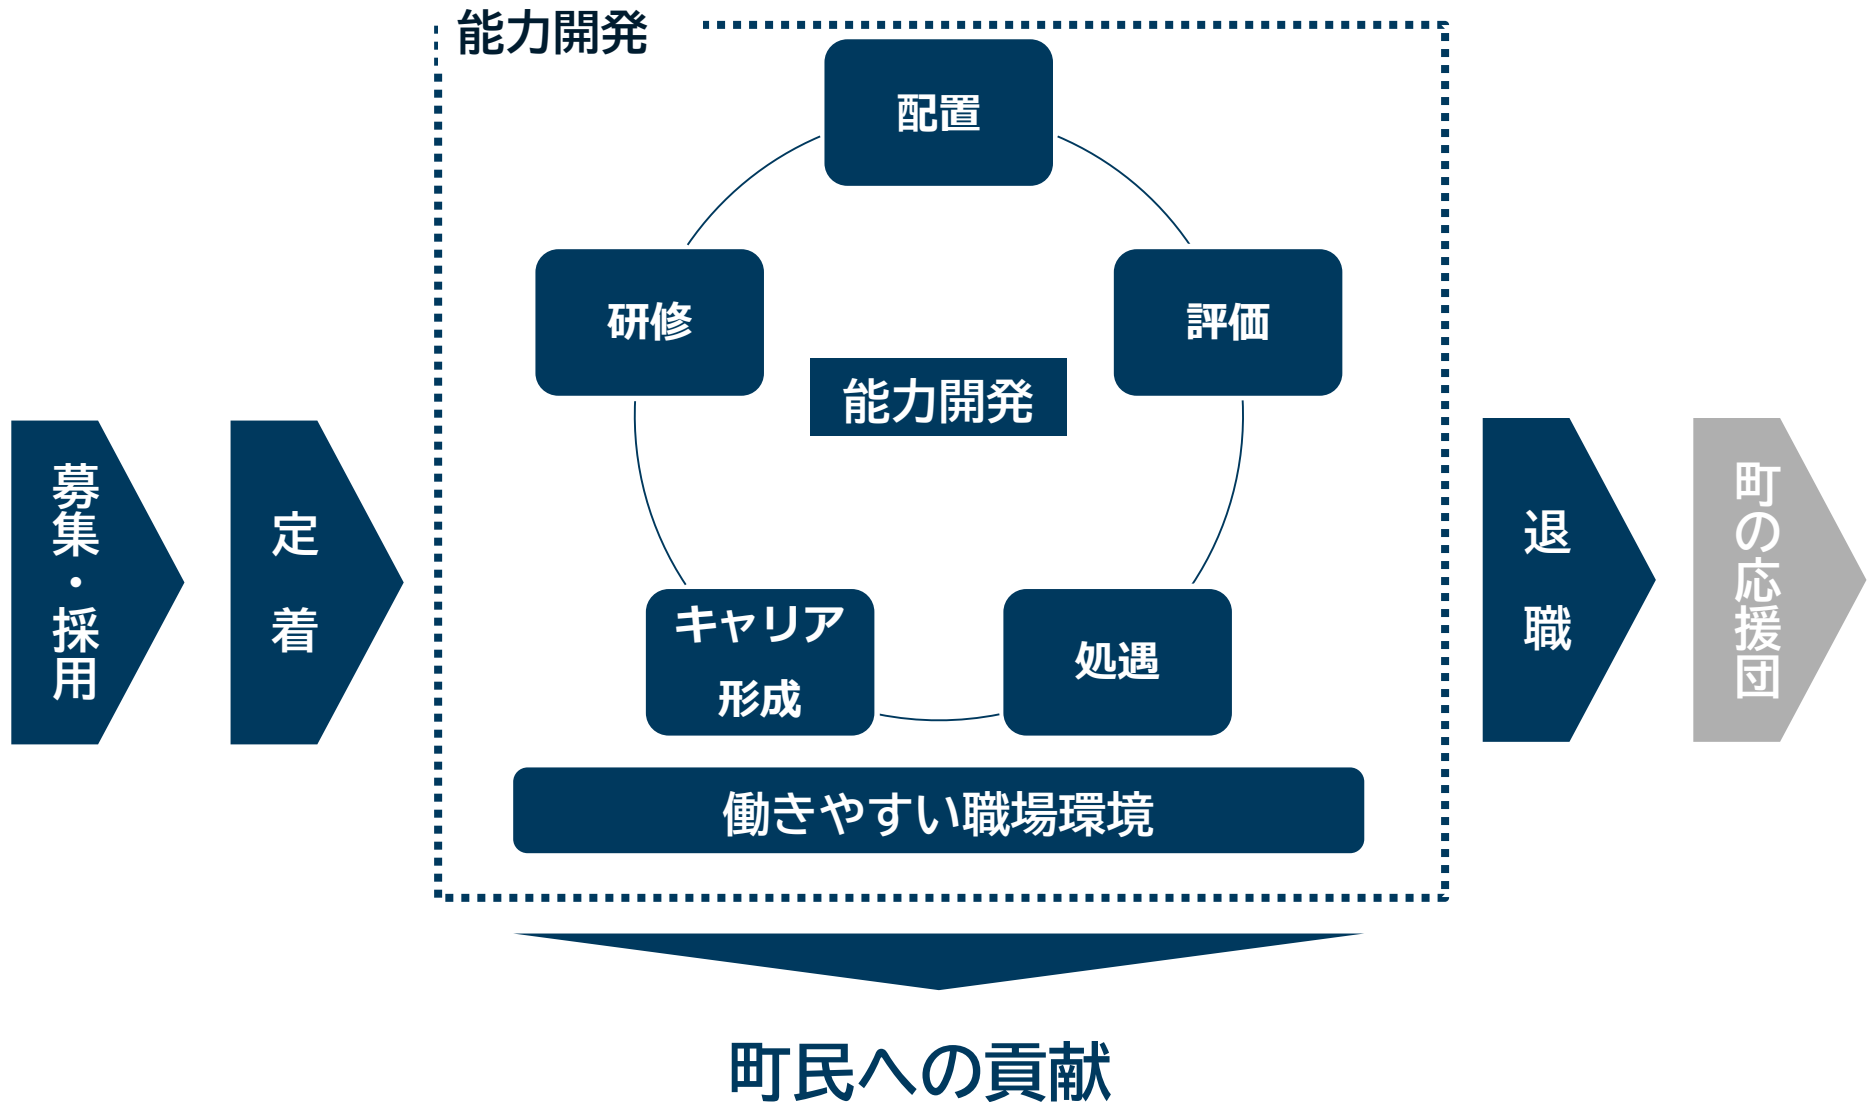 募集・採用
定着
能力開発
配置
研修
評価
能力開発
キャリア
形成
処遇
働きやすい職場環境
退職
町の応援団
町民への貢献